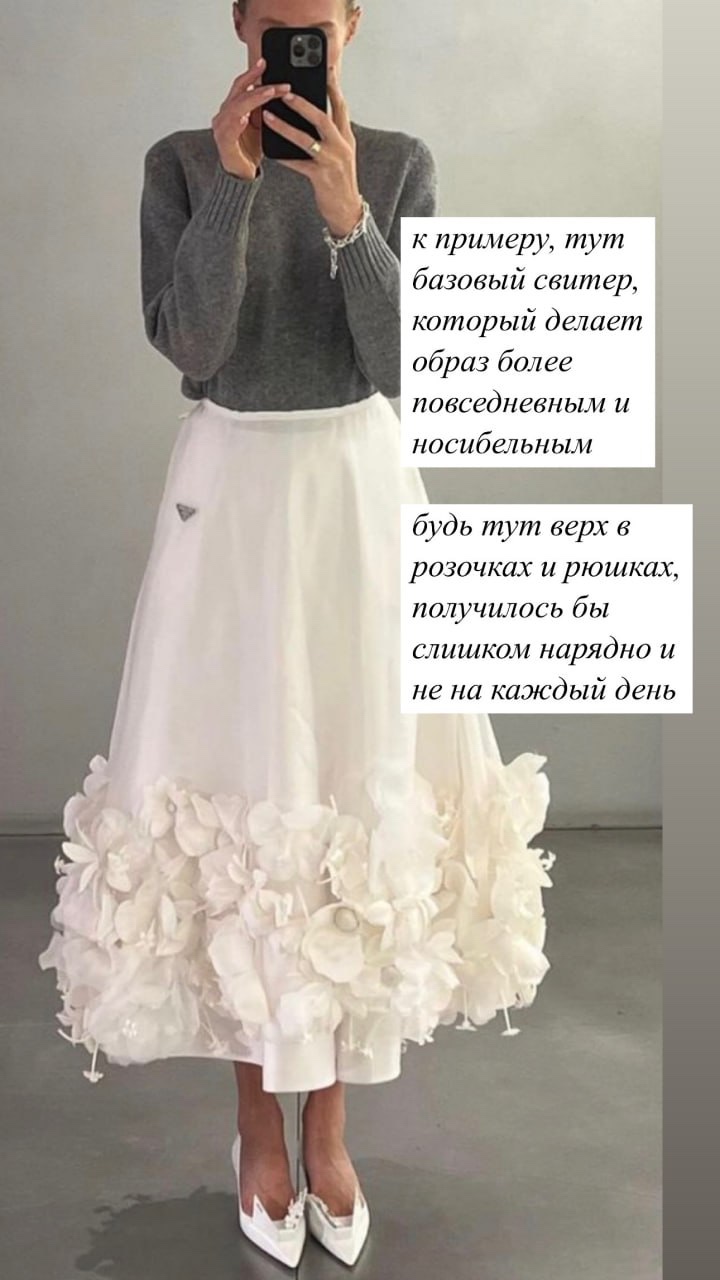 к примеру, тут
базовый свитер,
который делает
образ более
повседневным и
носибельным
будь тут верх в
розочках и рюшках,
получилось бы
слишком нарядно и
не на каждый день